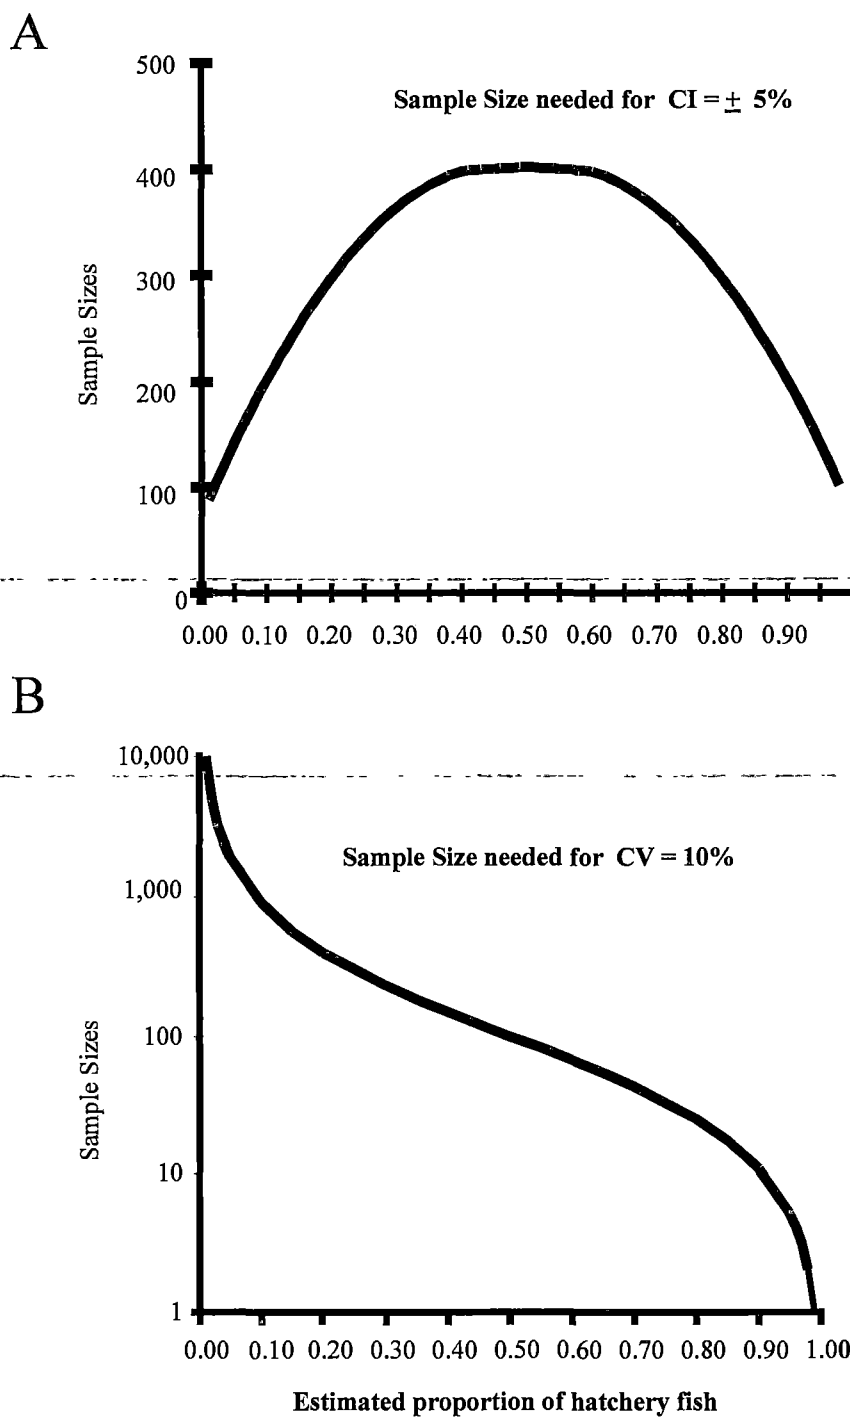 A
500
Sample Size needed for CI = ± 5%
400
300
Sample Sizes
200
100
0
0.00 0.10 0.20 0.30 0.40 0.50 0.60 0.70 0.80 0.90
B
10,000
Sample Size needed for CV = 10%
1,000
100
Sample Sizes
10
1
0.00 0.10 0.20 0.30 0.40 0.50 0.60 0.70 0.80 0.90 1.00
Estimated proportion of hatchery fish